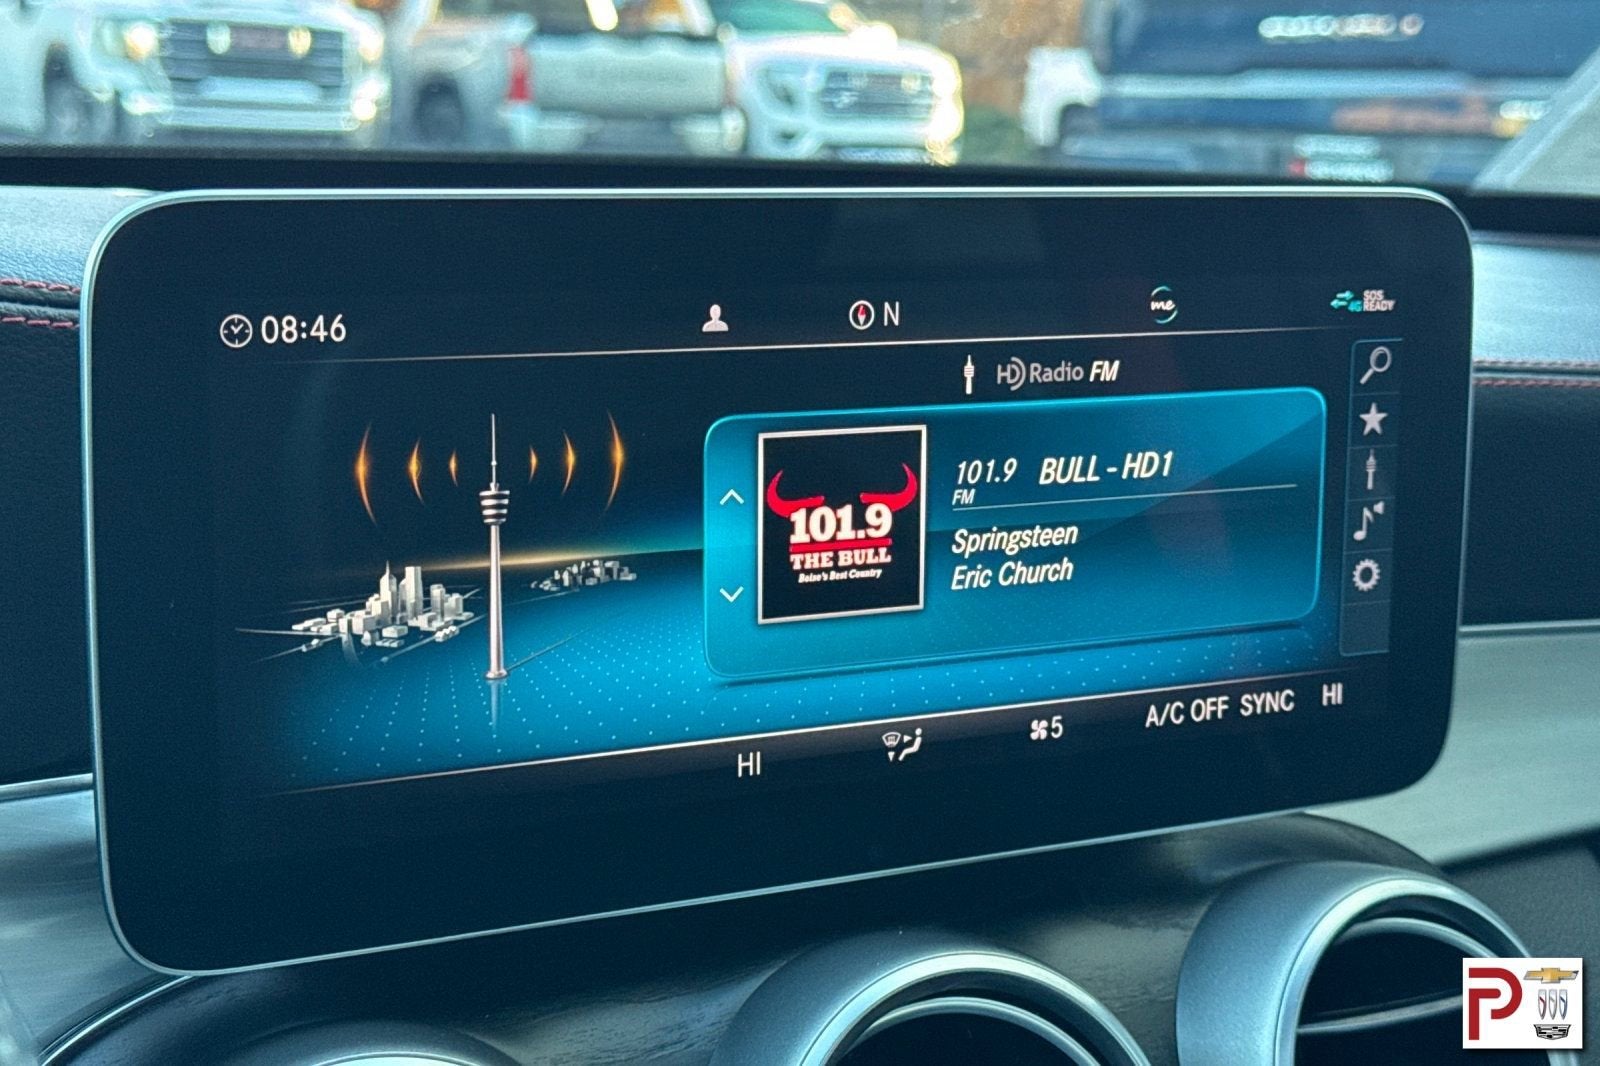 08:46
N
me
4G
SOS
READY
HD Radio FM
101.9 BULL - HD1
FM
101.9
THE BULL
Boise's Best Country
Springsteen
Eric Church
HI
5
A/C OFF SYNC HI
P